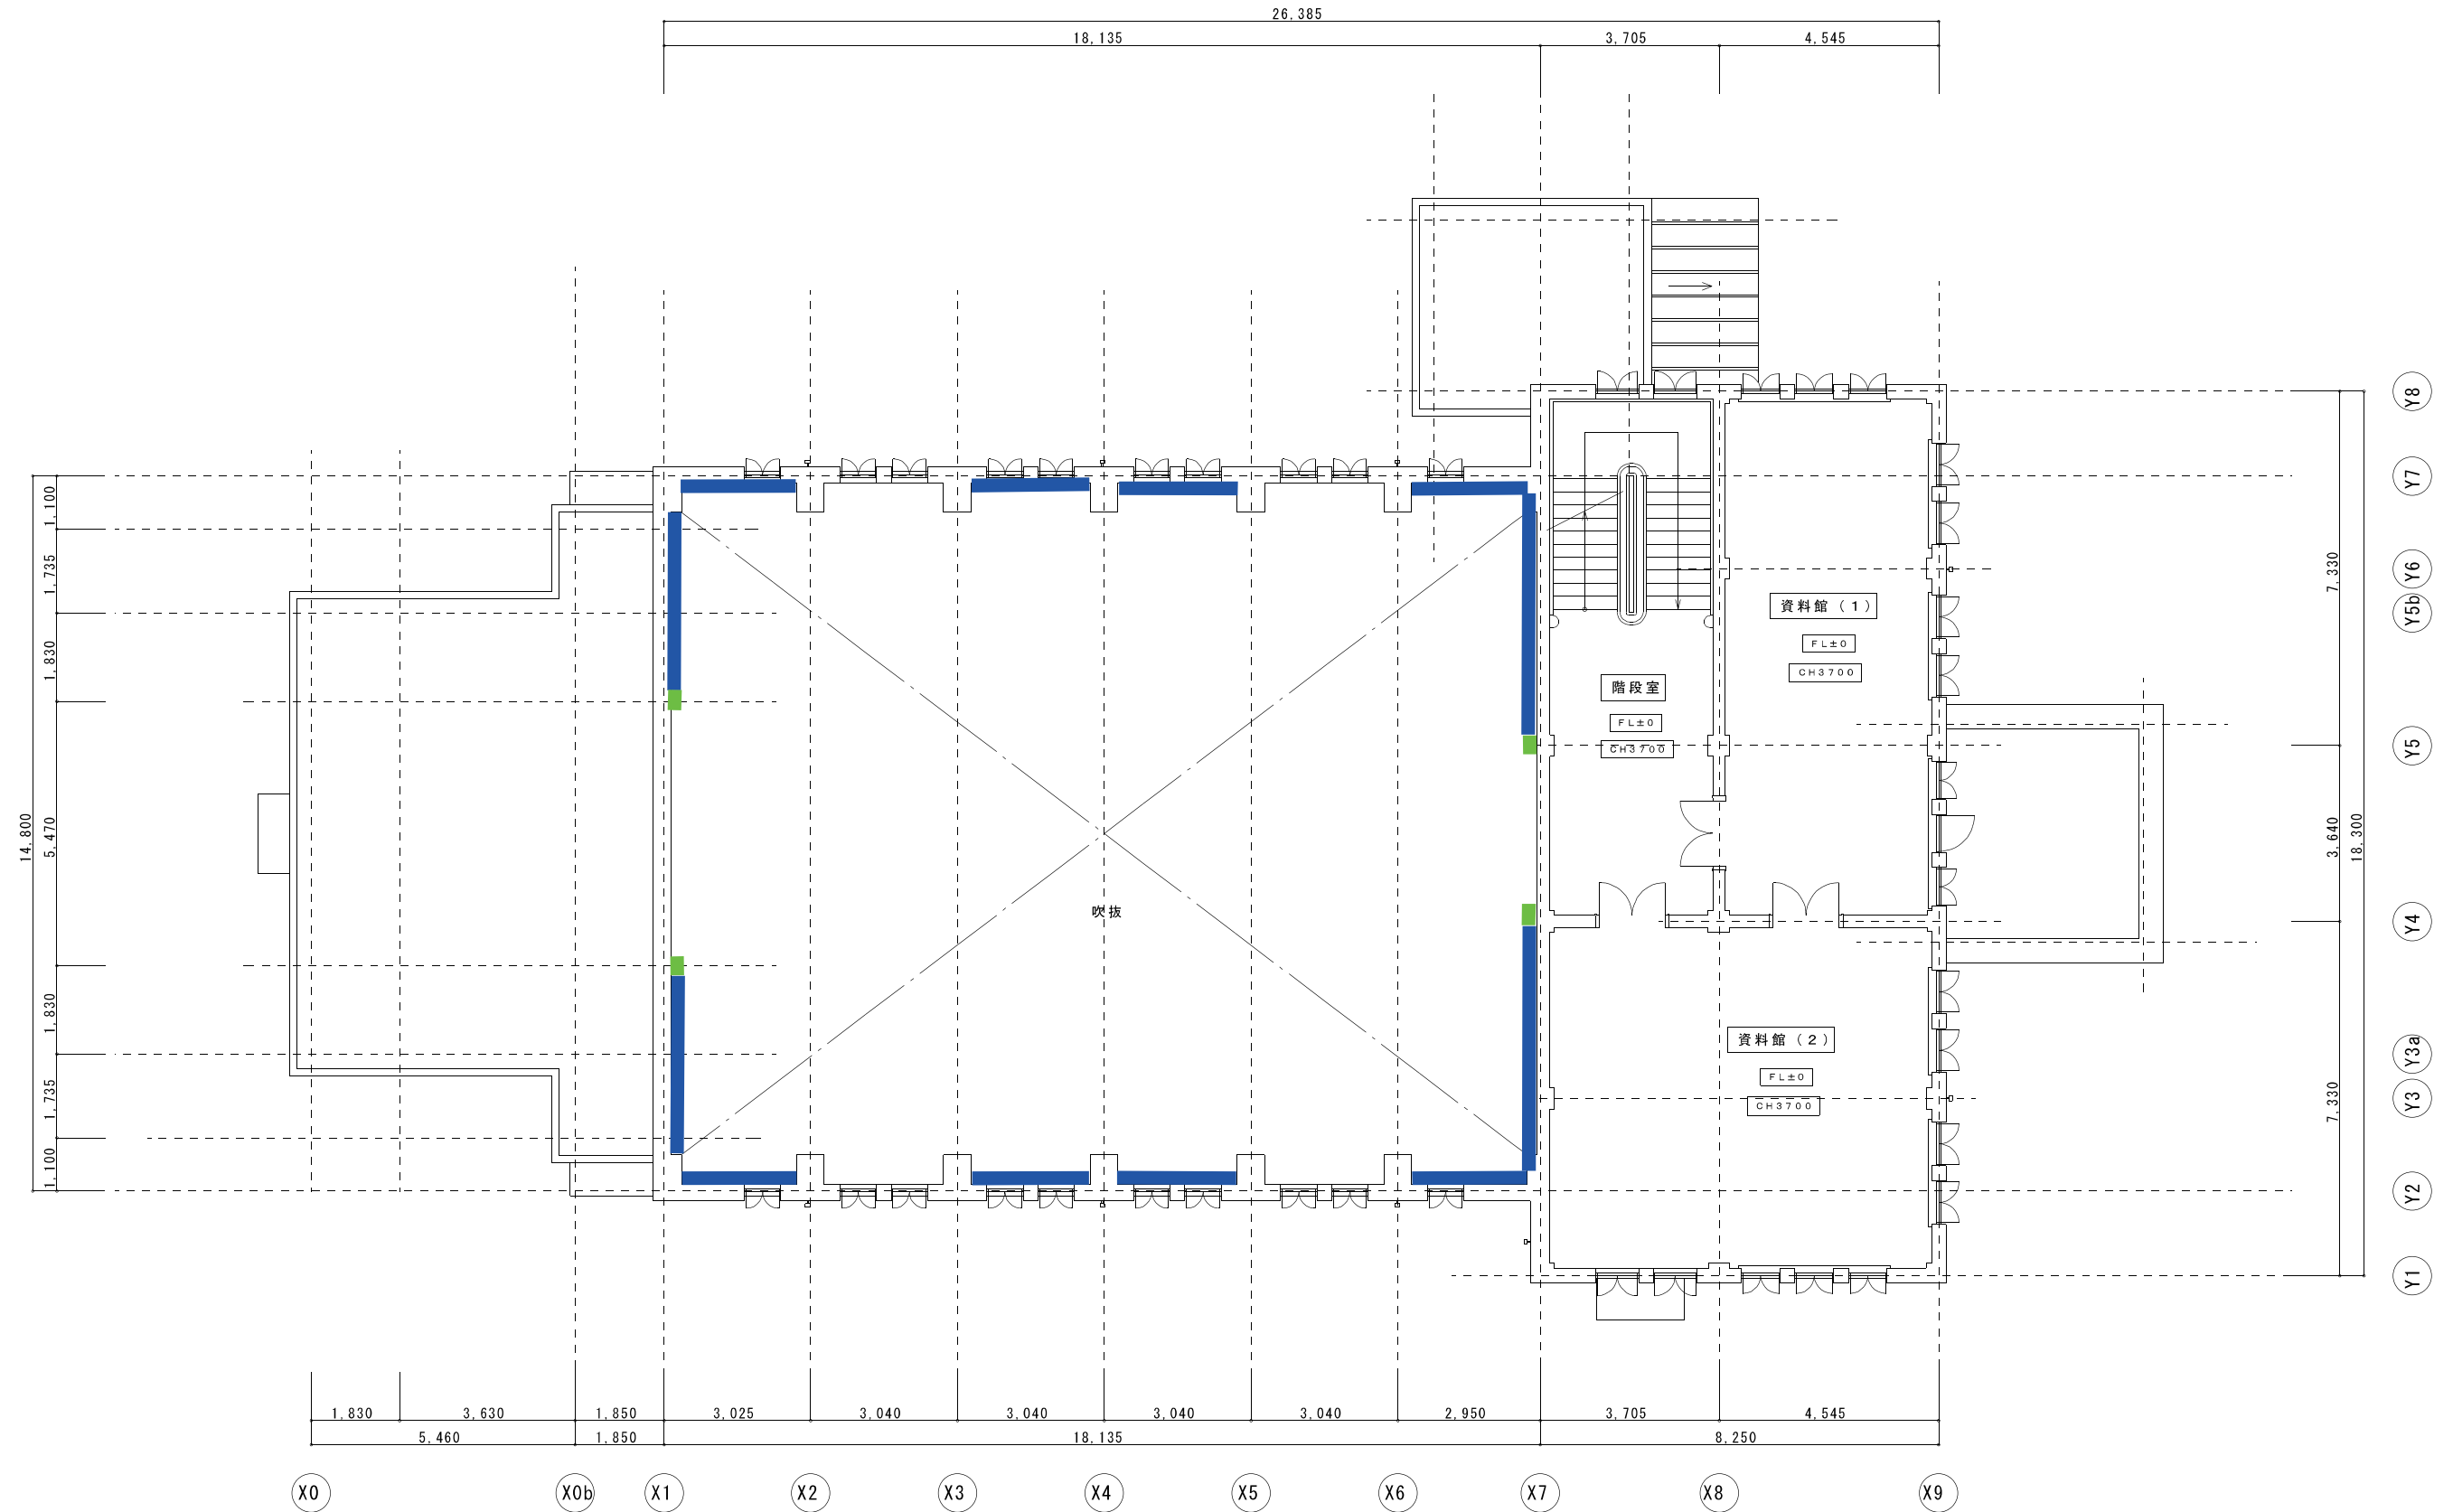 26,385
18,135 3,705 4,545
Y8
1,100
Y7
1,735
7,330
Y6
資料館（１）
Y5b
ＦＬ±０
1,830
ＣＨ３７００
階段室
ＦＬ±０
ＣＨ３７００
Y5
14,800
5,470
3,640
18,300
吹抜
Y4
1,830
資料館（２）
Y3a
ＦＬ±０
1,735
ＣＨ３７００
7,330
Y3
1,100
Y2
Y1
1,830 3,630 1,850 3,025 3,040 3,040 3,040 3,040 2,950 3,705 4,545
5,460 1,850 18,135 8,250
X0 X0b X1 X2 X3 X4 X5 X6 X7 X8 X9